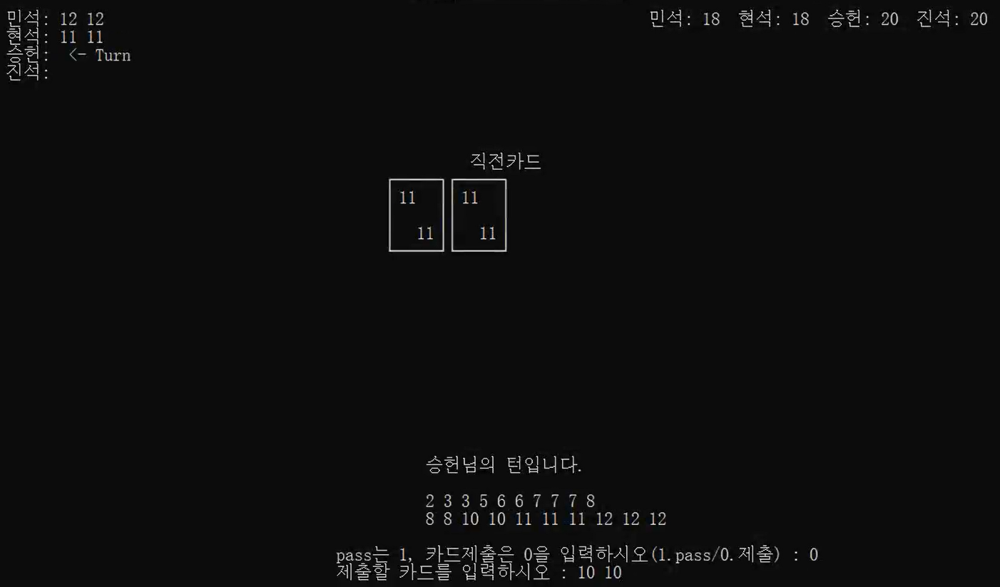 민석: 12 12
현석: 11 11
승헌:  <- Turn
진석:
민석: 18  현석: 18  승헌: 20  진석: 20
직전카드
11 11
11 11
승헌님의 턴입니다.
2 3 3 5 6 6 7 7 7 8
8 8 10 10 11 11 11 12 12 12
pass는 1, 카드제출은 0을 입력하시오(1.pass/0.제출) : 0
제출할 카드를 입력하시오 : 10 10